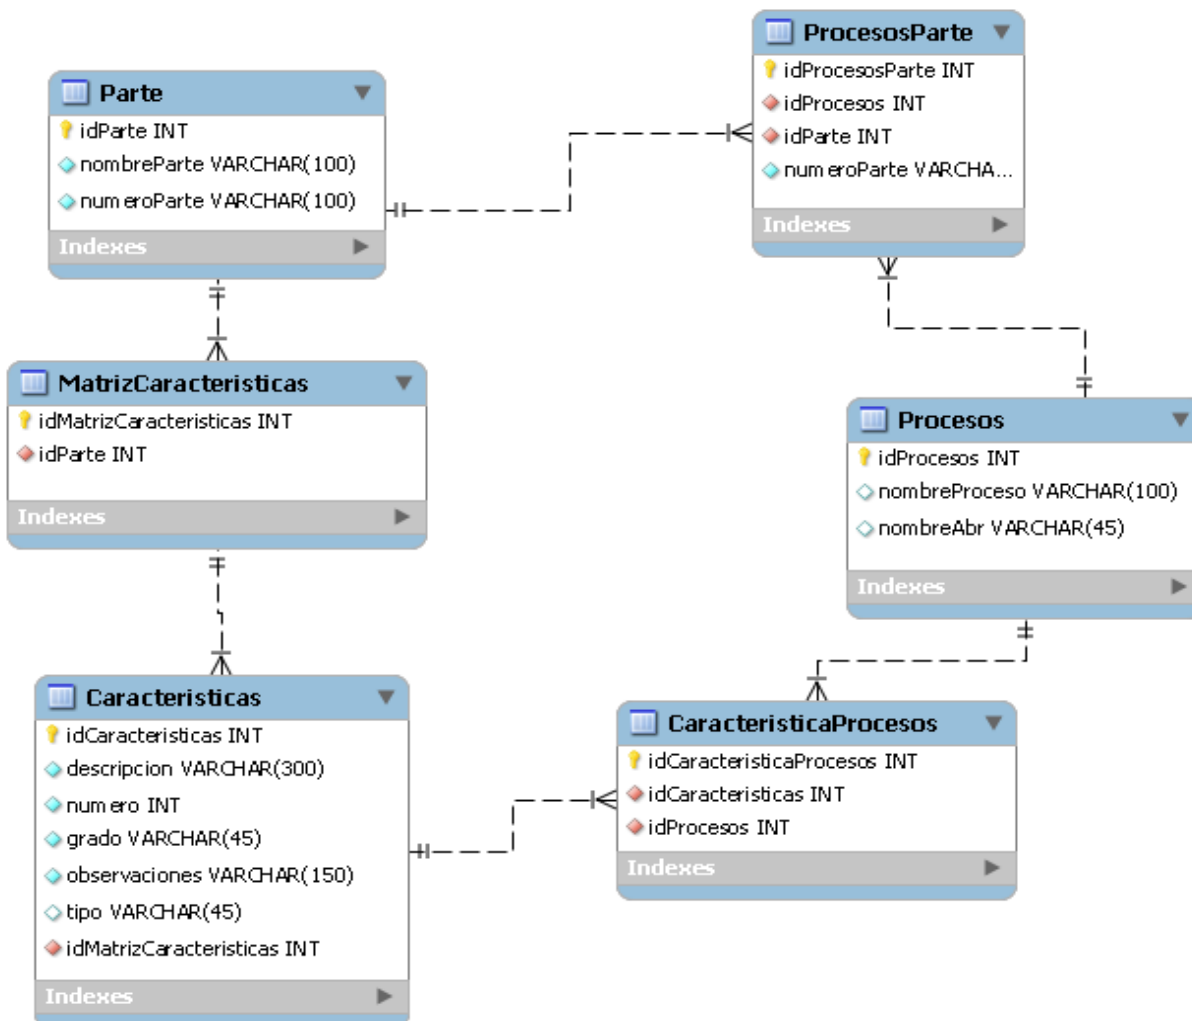 ProcesosParte
idProcesosParte INT
idProcesos INT
idParte INT
numeroParte VARCHA...
Indexes
Parte
idParte INT
nombreParte VARCHAR(100)
numeroParte VARCHAR(100)
Indexes
MatrizCaracteristicas
idMatrizCaracteristicas INT
idParte INT
Indexes
Procesos
idProcesos INT
nombreProceso VARCHAR(100)
nombreAbr VARCHAR(45)
Indexes
Caracteristicas
idCaracteristicas INT
descripcion VARCHAR(300)
numero INT
grado VARCHAR(45)
observaciones VARCHAR(150)
tipo VARCHAR(45)
idMatrizCaracteristicas INT
Indexes
CaracteristicaProcesos
idCaracteristicaProcesos INT
idCaracteristicas INT
idProcesos INT
Indexes